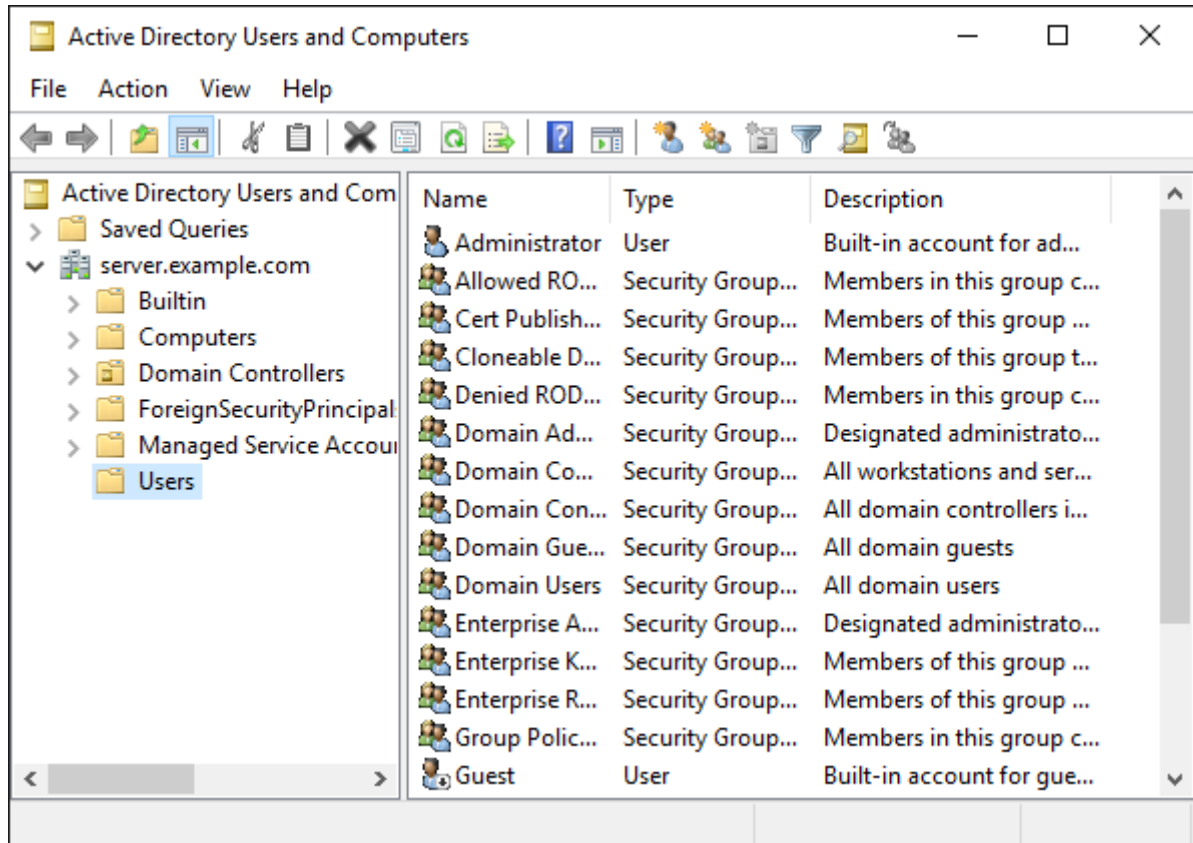 Active Directory Users and Computers
File Action View Help
Active Directory Users and Com
Saved Queries
server.example.com
Builtin
Computers
Domain Controllers
ForeignSecurityPrincipal
Managed Service Accou
Users
Name Type Description
Administrator User Built-in account for ad...
Allowed RO... Security Group... Members in this group c...
Cert Publish... Security Group... Members of this group ...
Cloneable D... Security Group... Members of this group t...
Denied ROD... Security Group... Members in this group c...
Domain Ad... Security Group... Designated administrato...
Domain Co... Security Group... All workstations and ser...
Domain Con... Security Group... All domain controllers i...
Domain Gue... Security Group... All domain guests
Domain Users Security Group... All domain users
Enterprise A... Security Group... Designated administrato...
Enterprise K... Security Group... Members of this group ...
Enterprise R... Security Group... Members of this group ...
Group Polic... Security Group... Members in this group c...
Guest User Built-in account for gue...